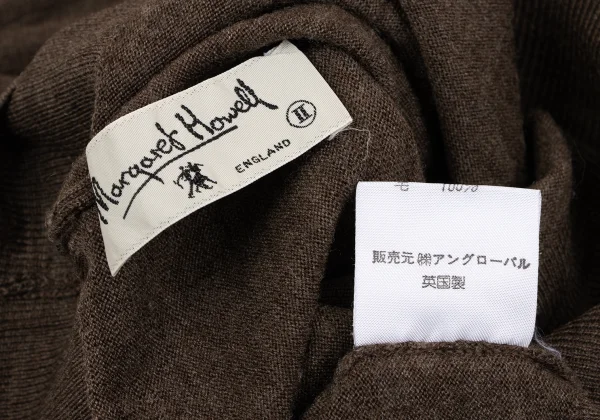 Margaret Howell
II
ENGLAND
毛 100%
販売元 ㈱アングローバル
英国製